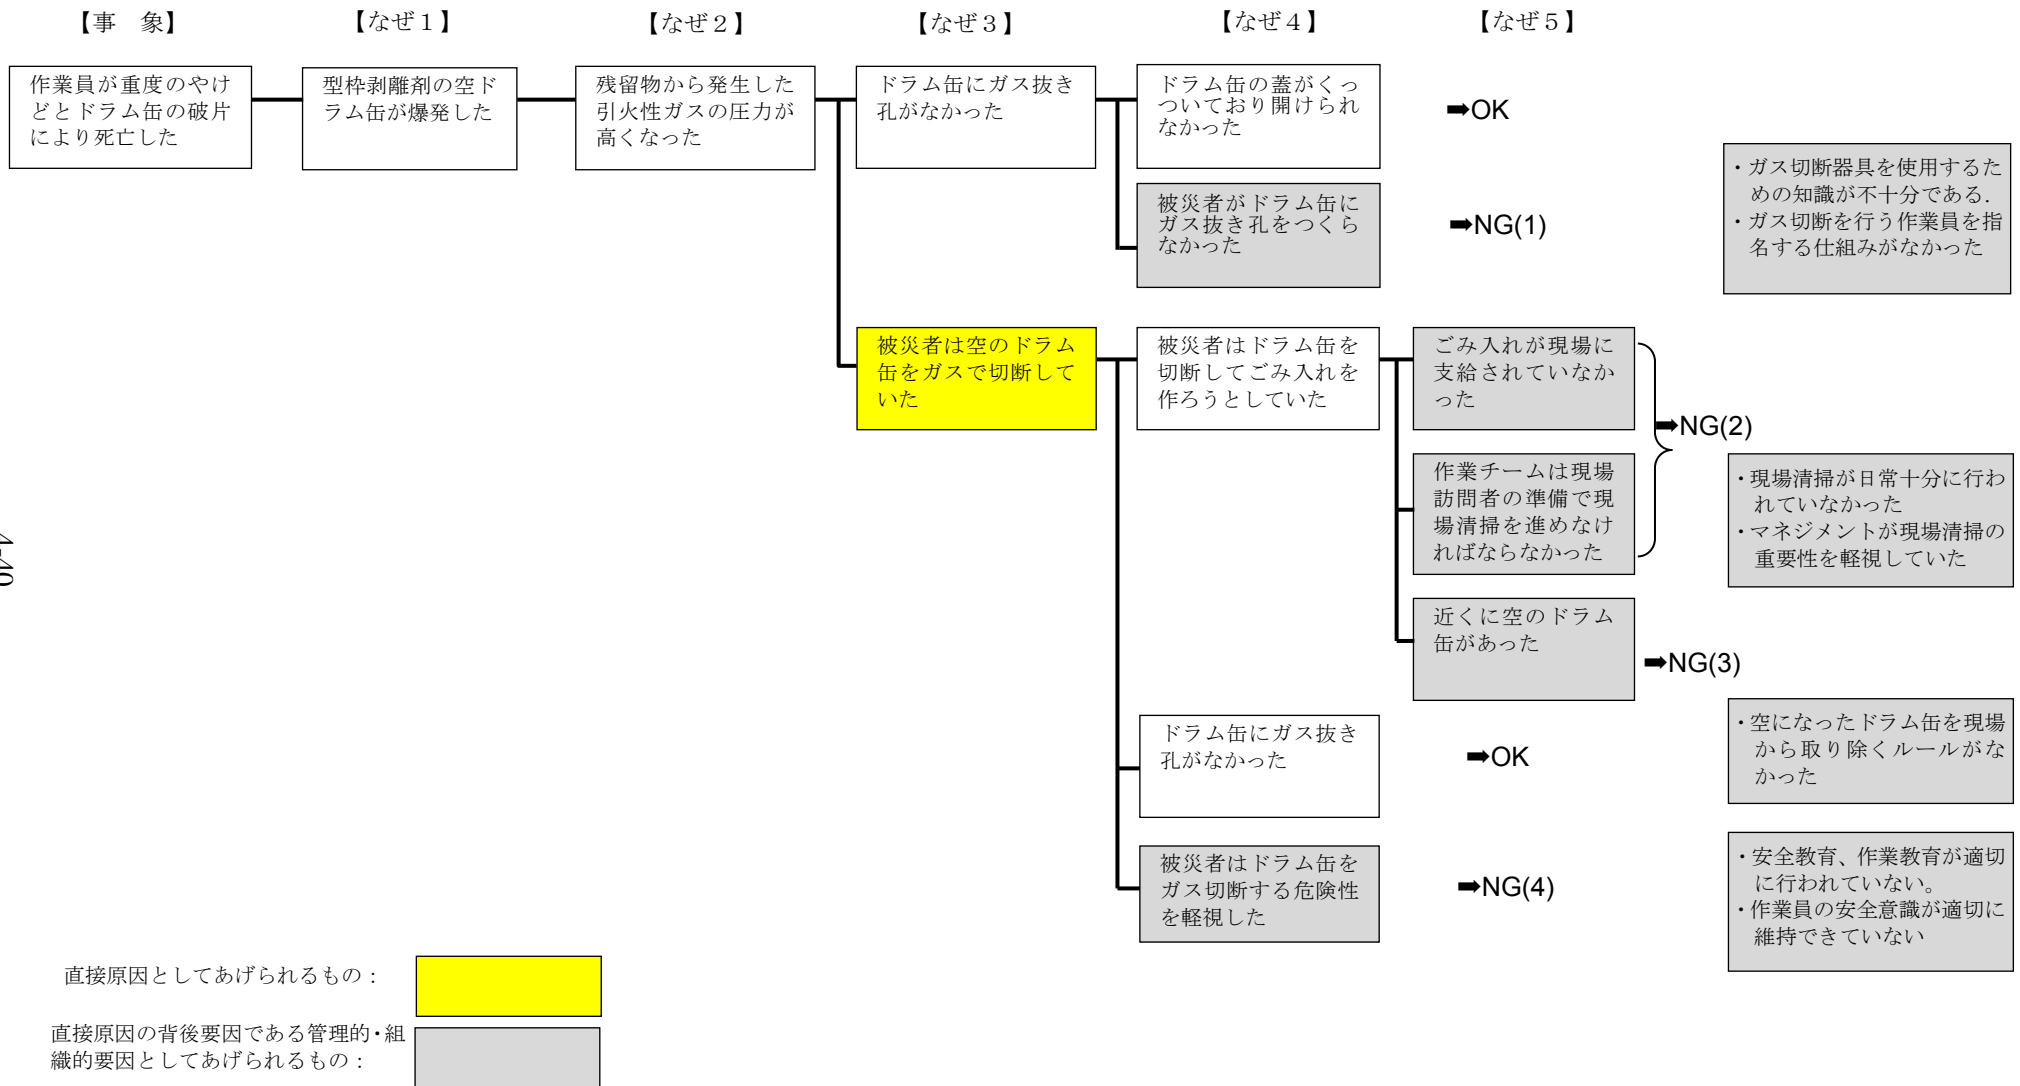 【事　象】
【なぜ１】
【なぜ２】
【なぜ３】
【なぜ４】
【なぜ５】
作業員が重度のやけ
どとドラム缶の破片
により死亡した
型枠剥離剤の空ド
ラム缶が爆発した
残留物から発生した
引火性ガスの圧力が
高くなった
ドラム缶にガス抜き
孔がなかった
ドラム缶の蓋がくっ
ついており開けられ
なかった
➡OK
被災者がドラム缶に
ガス抜き孔をつくら
なかった
➡NG(1)
・ガス切断器具を使用するた
めの知識が不十分である.
・ガス切断を行う作業員を指
名する仕組みがなかった
被災者は空のドラム
缶をガスで切断して
いた
被災者はドラム缶を
切断してごみ入れを
作ろうとしていた
ごみ入れが現場に
支給されていなか
った
➡NG(2)
作業チームは現場
訪問者の準備で現
場清掃を進めなけ
ればならなかった
・現場清掃が日常十分に行わ
れていなかった
・マネジメントが現場清掃の
重要性を軽視していた
近くに空のドラム
缶があった
➡NG(3)
・空になったドラム缶を現場
から取り除くルールがな
かった
ドラム缶にガス抜き
孔がなかった
➡OK
被災者はドラム缶を
ガス切断する危険性
を軽視した
➡NG(4)
・安全教育、作業教育が適切
に行われていない。
・作業員の安全意識が適切に
維持できていない
直接原因としてあげられるもの：
直接原因の背後要因である管理的・組
織的要因としてあげられるもの：